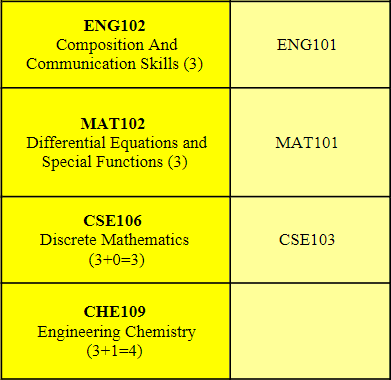 ENG102
Composition And
Communication Skills (3)
ENG101
MAT102
Differential Equations and
Special Functions (3)
MAT101
CSE106
Discrete Mathematics
(3+0=3)
CSE103
CHE109
Engineering Chemistry
(3+1=4)